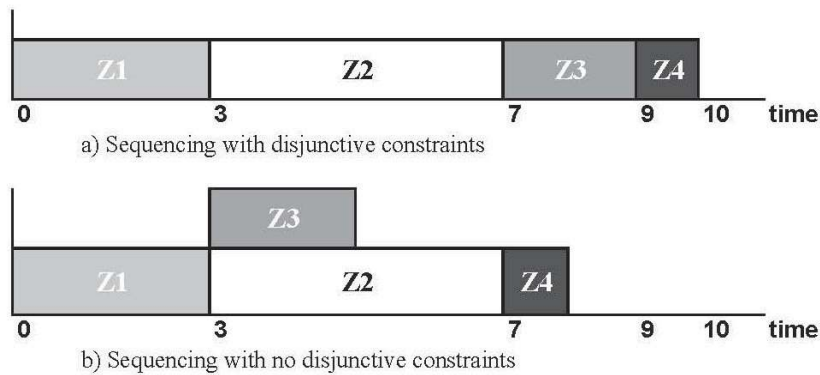 Z1 Z2 Z3 Z4
0 3 7 9 10 time
a) Sequencing with disjunctive constraints
Z3
Z1 Z2 Z4
0 3 7 9 10 time
b) Sequencing with no disjunctive constraints